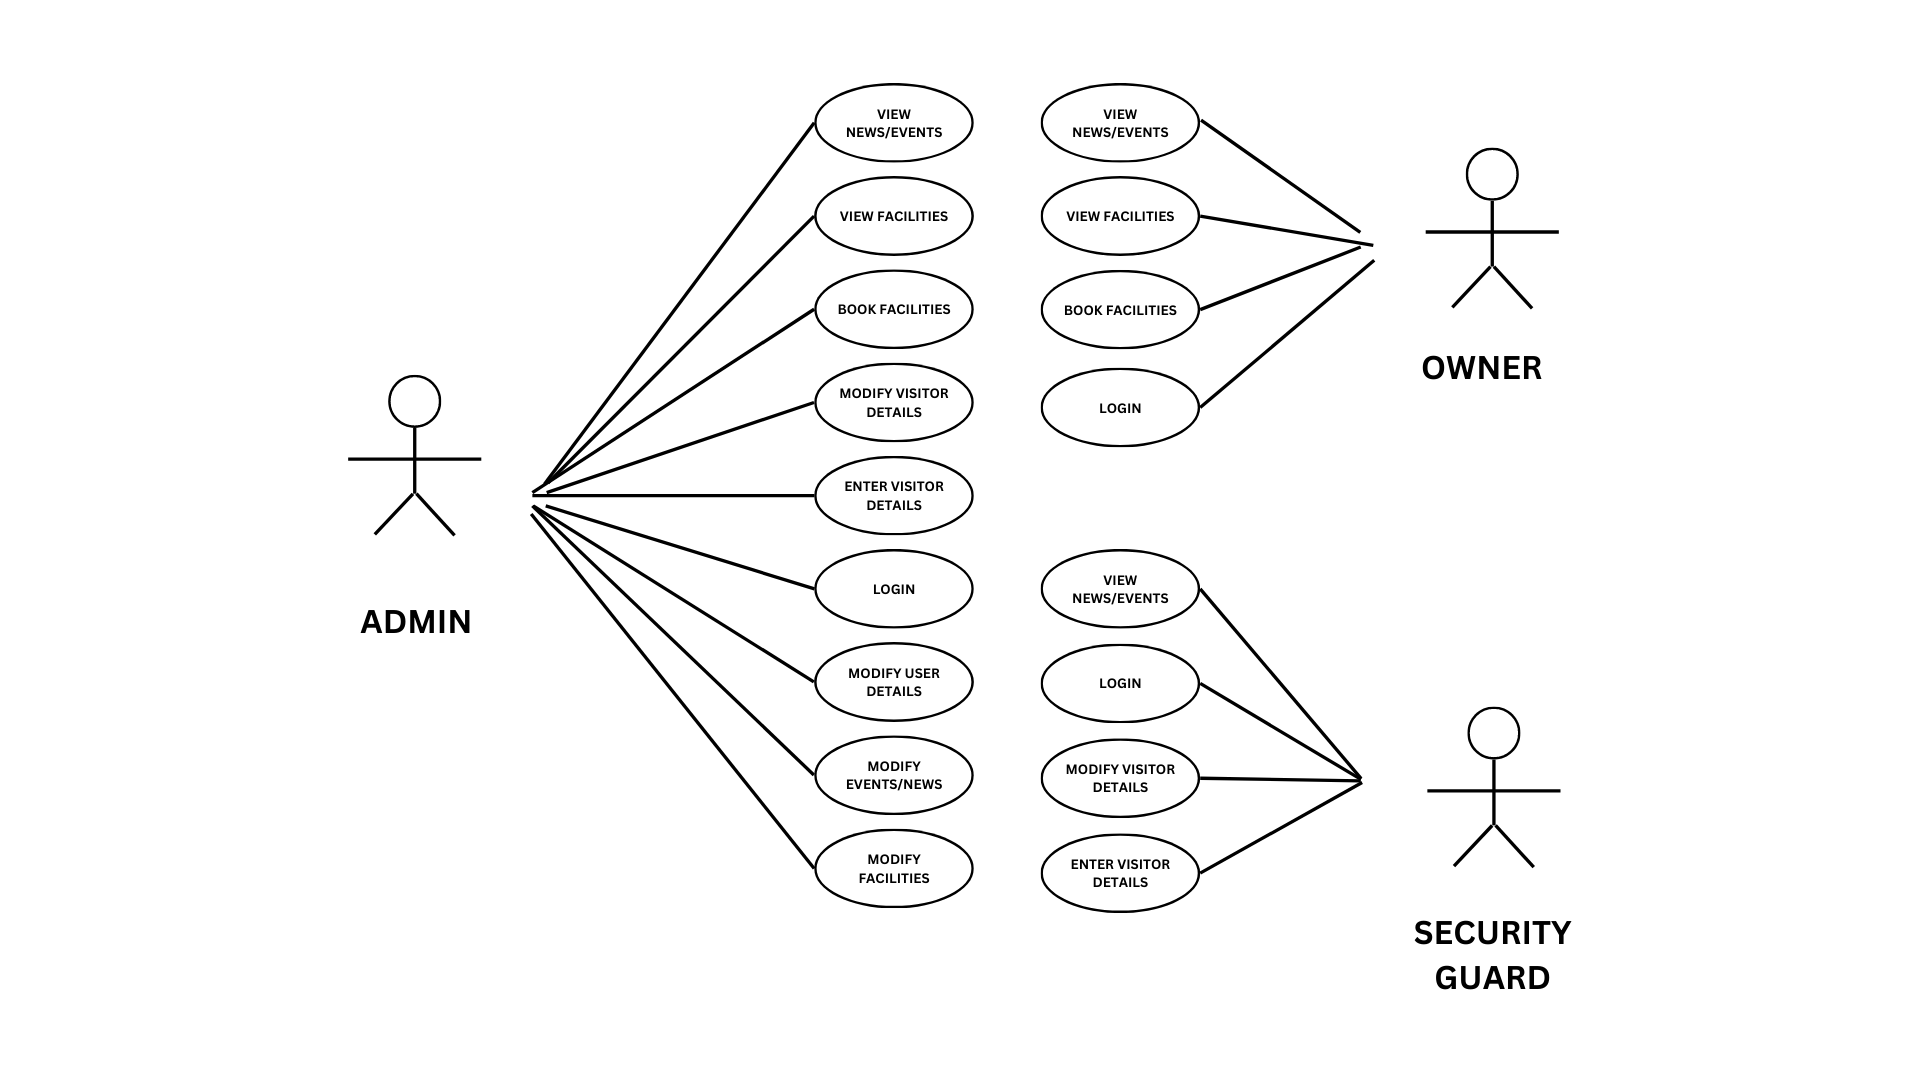 VIEW
NEWS/EVENTS
VIEW FACILITIES
BOOK FACILITIES
MODIFY VISITOR
DETAILS
ENTER VISITOR
DETAILS
LOGIN
MODIFY USER
DETAILS
MODIFY
EVENTS/NEWS
MODIFY
FACILITIES
ADMIN
VIEW
NEWS/EVENTS
VIEW FACILITIES
BOOK FACILITIES
LOGIN
OWNER
VIEW
NEWS/EVENTS
LOGIN
MODIFY VISITOR
DETAILS
ENTER VISITOR
DETAILS
SECURITY
GUARD